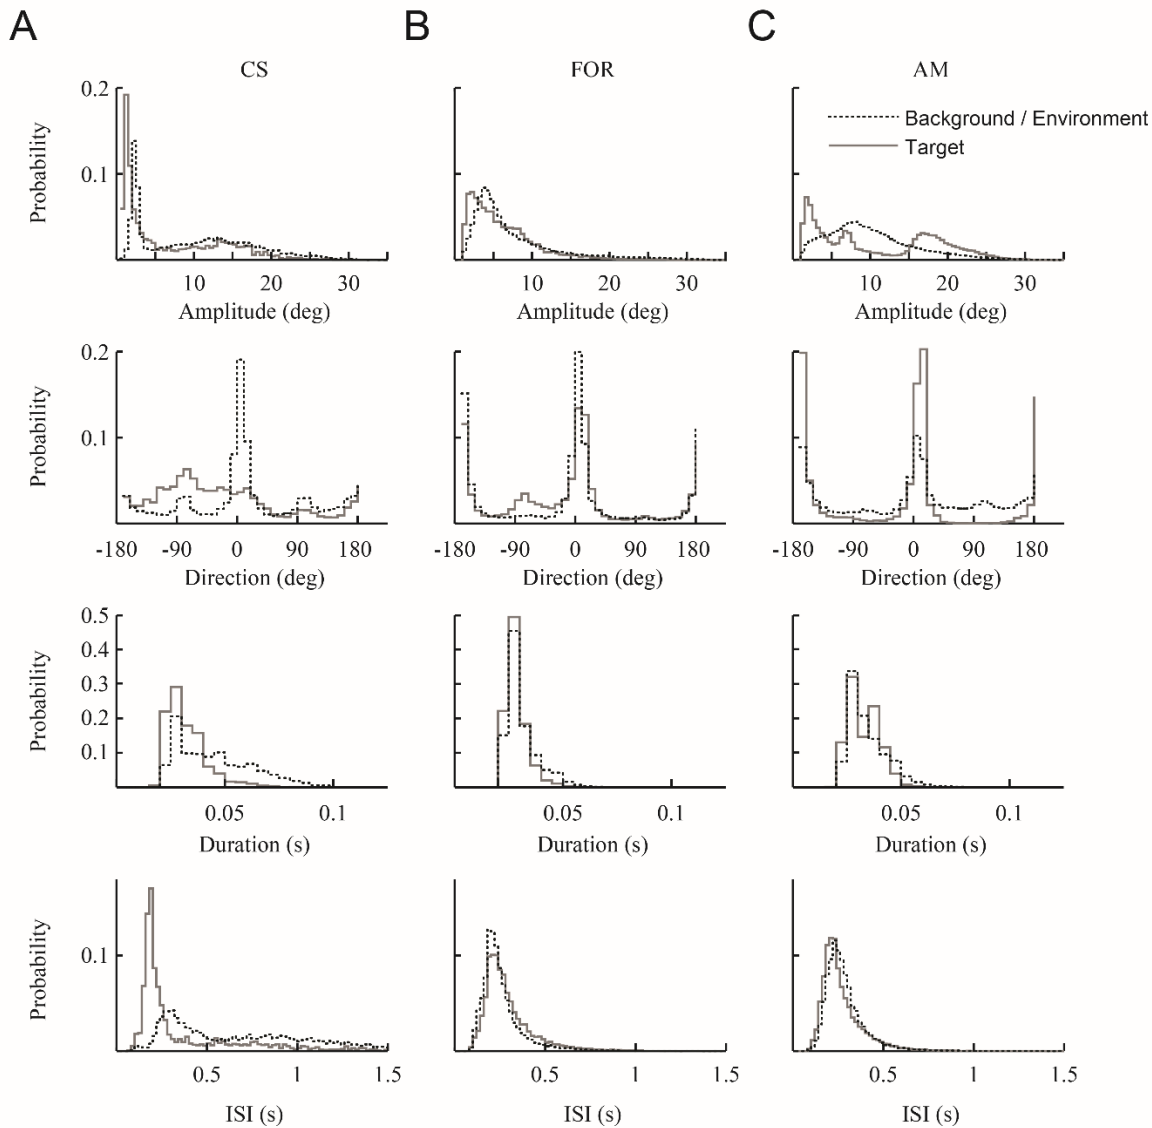 A B C
CS FOR AM
Background / Environment
Target
0.2
0.1
Probability
10 20 30 10 20 30 10 20 30
Amplitude (deg) Amplitude (deg) Amplitude (deg)
0.2
0.1
Probability
-180 -90 0 90 180 -180 -90 0 90 180 -180 -90 0 90 180
Direction (deg) Direction (deg) Direction (deg)
0.5
0.4
0.3
0.2
0.1
Probability
0.05 0.1 0.05 0.1 0.05 0.1
Duration (s) Duration (s) Duration (s)
0.1
Probability
0.5 1 1.5 0.5 1 1.5 0.5 1 1.5
ISI (s) ISI (s) ISI (s)